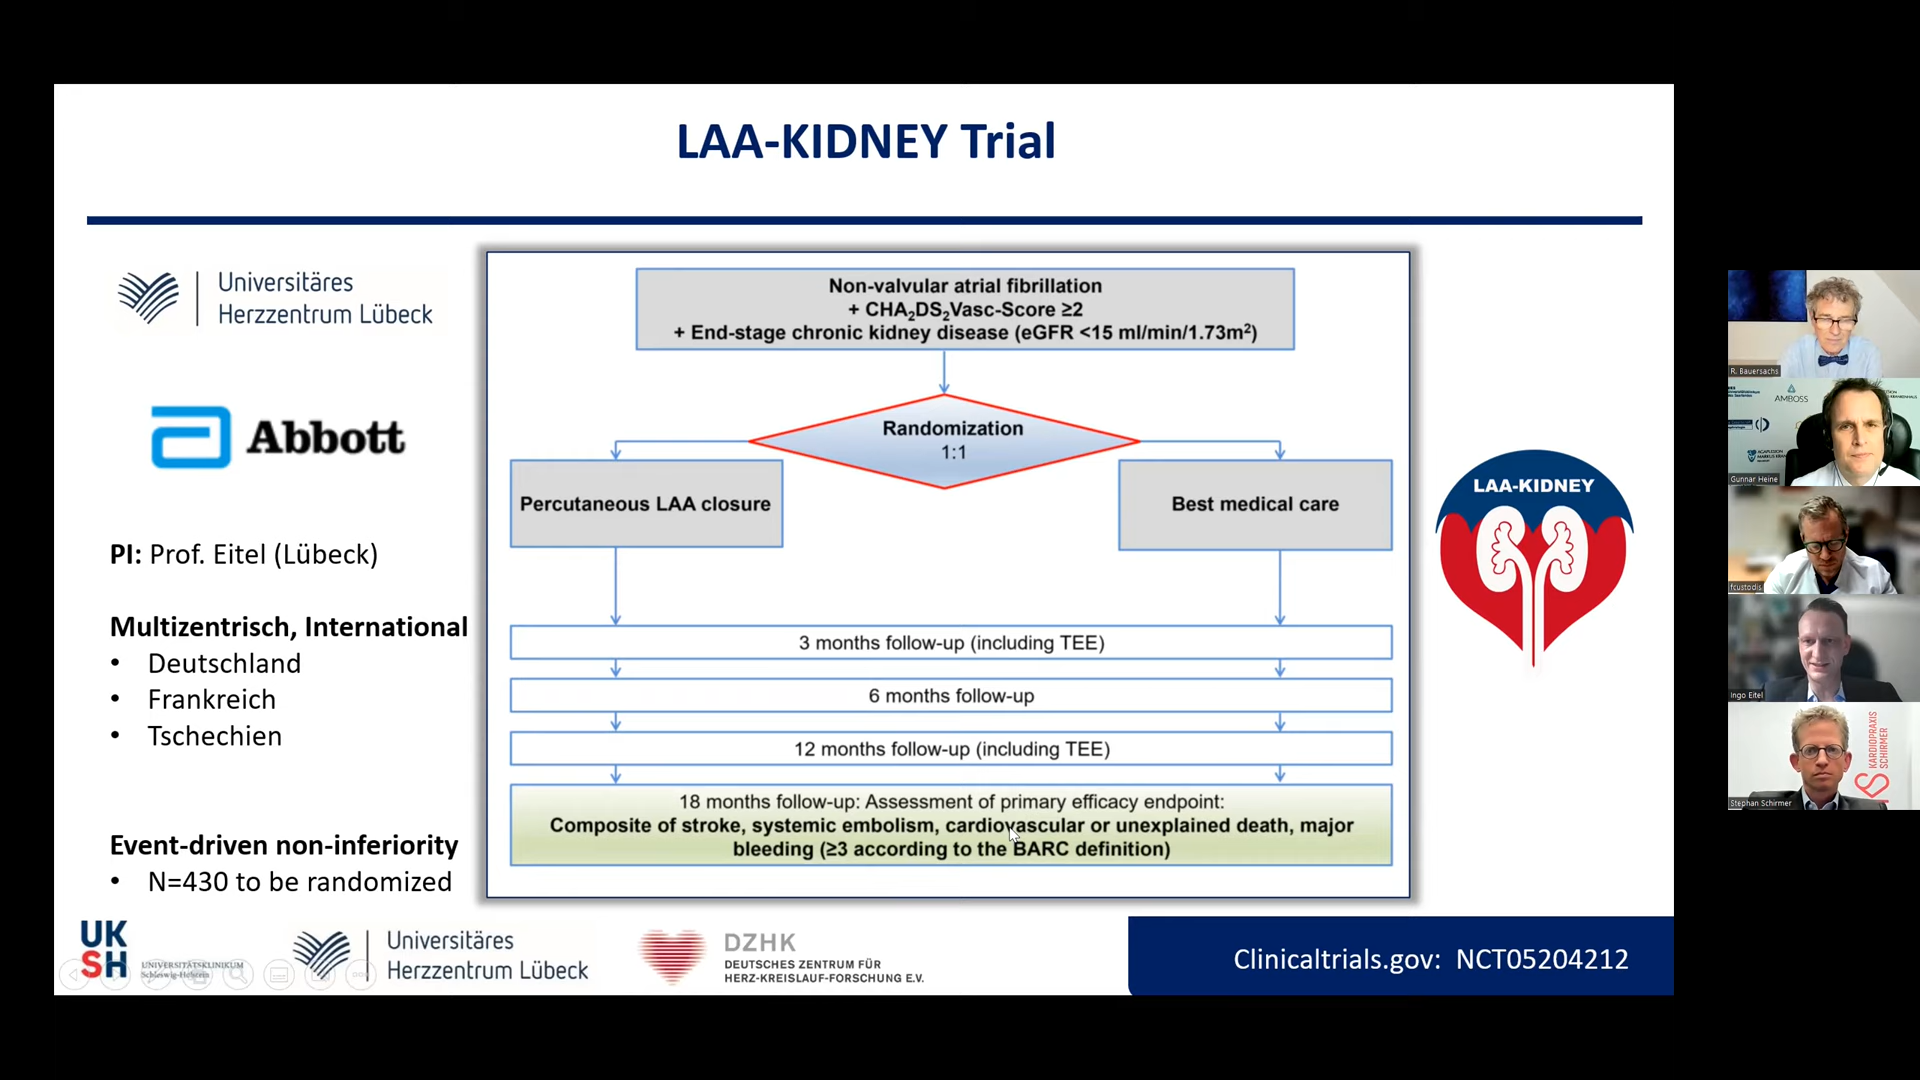 LAA-KIDNEY Trial
Universitäres
Herzzentrum Lübeck
Abbott
PI: Prof. Eitel (Lübeck)
Multizentrisch, International
• Deutschland
• Frankreich
• Tschechien
Event-driven non-inferiority
• N=430 to be randomized
Non-valvular atrial fibrillation
+ CHA₂DS₂Vasc-Score ≥2
+ End-stage chronic kidney disease (eGFR <15 ml/min/1.73m²)
Randomization
1:1
Percutaneous LAA closure
Best medical care
3 months follow-up (including TEE)
6 months follow-up
12 months follow-up (including TEE)
18 months follow-up: Assessment of primary efficacy endpoint:
Composite of stroke, systemic embolism, cardiovascular or unexplained death, major
bleeding (≥3 according to the BARC definition)
LAA-KIDNEY
UK
SH
UNIVERSITÄTSKLINIKUM
Schleswig-Holstein
Universitäres
Herzzentrum Lübeck
DZHK
DEUTSCHES ZENTRUM FÜR
HERZ-KREISLAUF-FORSCHUNG E.V.
Clinicaltrials.gov: NCT05204212
R. Bauersachs
AMBOSS
Gunnar Heine
fcustodis
Ingo Eitel
KARDIOPRAXIS
SCHIRMER
Stephan Schirmer